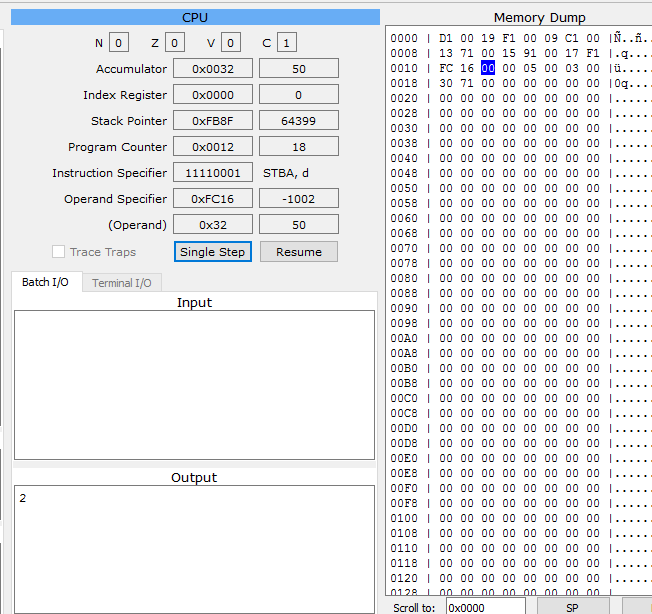 CPU
N 0 Z 0 V 0 C 1
Accumulator 0x0032 50
Index Register 0x0000 0
Stack Pointer 0xFB8F 64399
Program Counter 0x0012 18
Instruction Specifier 11110001 STBA, d
Operand Specifier 0xFC16 -1002
(Operand) 0x32 50
Trace Traps Single Step Resume
Batch I/O Terminal I/O
Input
Output
2
Memory Dump
0000 | D1 00 19 F1 00 09 C1 00 |Ñ..ñ..
0008 | 13 71 00 15 91 00 17 F1 |.q....
0010 | FC 16 00 00 05 00 03 00 |ü.....
0018 | 30 71 00 00 00 00 00 00 |0q....
0020 | 00 00 00 00 00 00 00 00 |......
0028 | 00 00 00 00 00 00 00 00 |......
0030 | 00 00 00 00 00 00 00 00 |......
0038 | 00 00 00 00 00 00 00 00 |......
0040 | 00 00 00 00 00 00 00 00 |......
0048 | 00 00 00 00 00 00 00 00 |......
0050 | 00 00 00 00 00 00 00 00 |......
0058 | 00 00 00 00 00 00 00 00 |......
0060 | 00 00 00 00 00 00 00 00 |......
0068 | 00 00 00 00 00 00 00 00 |......
0070 | 00 00 00 00 00 00 00 00 |......
0078 | 00 00 00 00 00 00 00 00 |......
0080 | 00 00 00 00 00 00 00 00 |......
0088 | 00 00 00 00 00 00 00 00 |......
0090 | 00 00 00 00 00 00 00 00 |......
0098 | 00 00 00 00 00 00 00 00 |......
00A0 | 00 00 00 00 00 00 00 00 |......
00A8 | 00 00 00 00 00 00 00 00 |......
00B0 | 00 00 00 00 00 00 00 00 |......
00B8 | 00 00 00 00 00 00 00 00 |......
00C0 | 00 00 00 00 00 00 00 00 |......
00C8 | 00 00 00 00 00 00 00 00 |......
00D0 | 00 00 00 00 00 00 00 00 |......
00D8 | 00 00 00 00 00 00 00 00 |......
00E0 | 00 00 00 00 00 00 00 00 |......
00E8 | 00 00 00 00 00 00 00 00 |......
00F0 | 00 00 00 00 00 00 00 00 |......
00F8 | 00 00 00 00 00 00 00 00 |......
0100 | 00 00 00 00 00 00 00 00 |......
0108 | 00 00 00 00 00 00 00 00 |......
0110 | 00 00 00 00 00 00 00 00 |......
0118 | 00 00 00 00 00 00 00 00 |......
0120 | 00 00 00 00 00 00 00 00 |......
0128 | 00 00 00 00 00 00 00 00 |......
Scroll to: 0x0000 SP